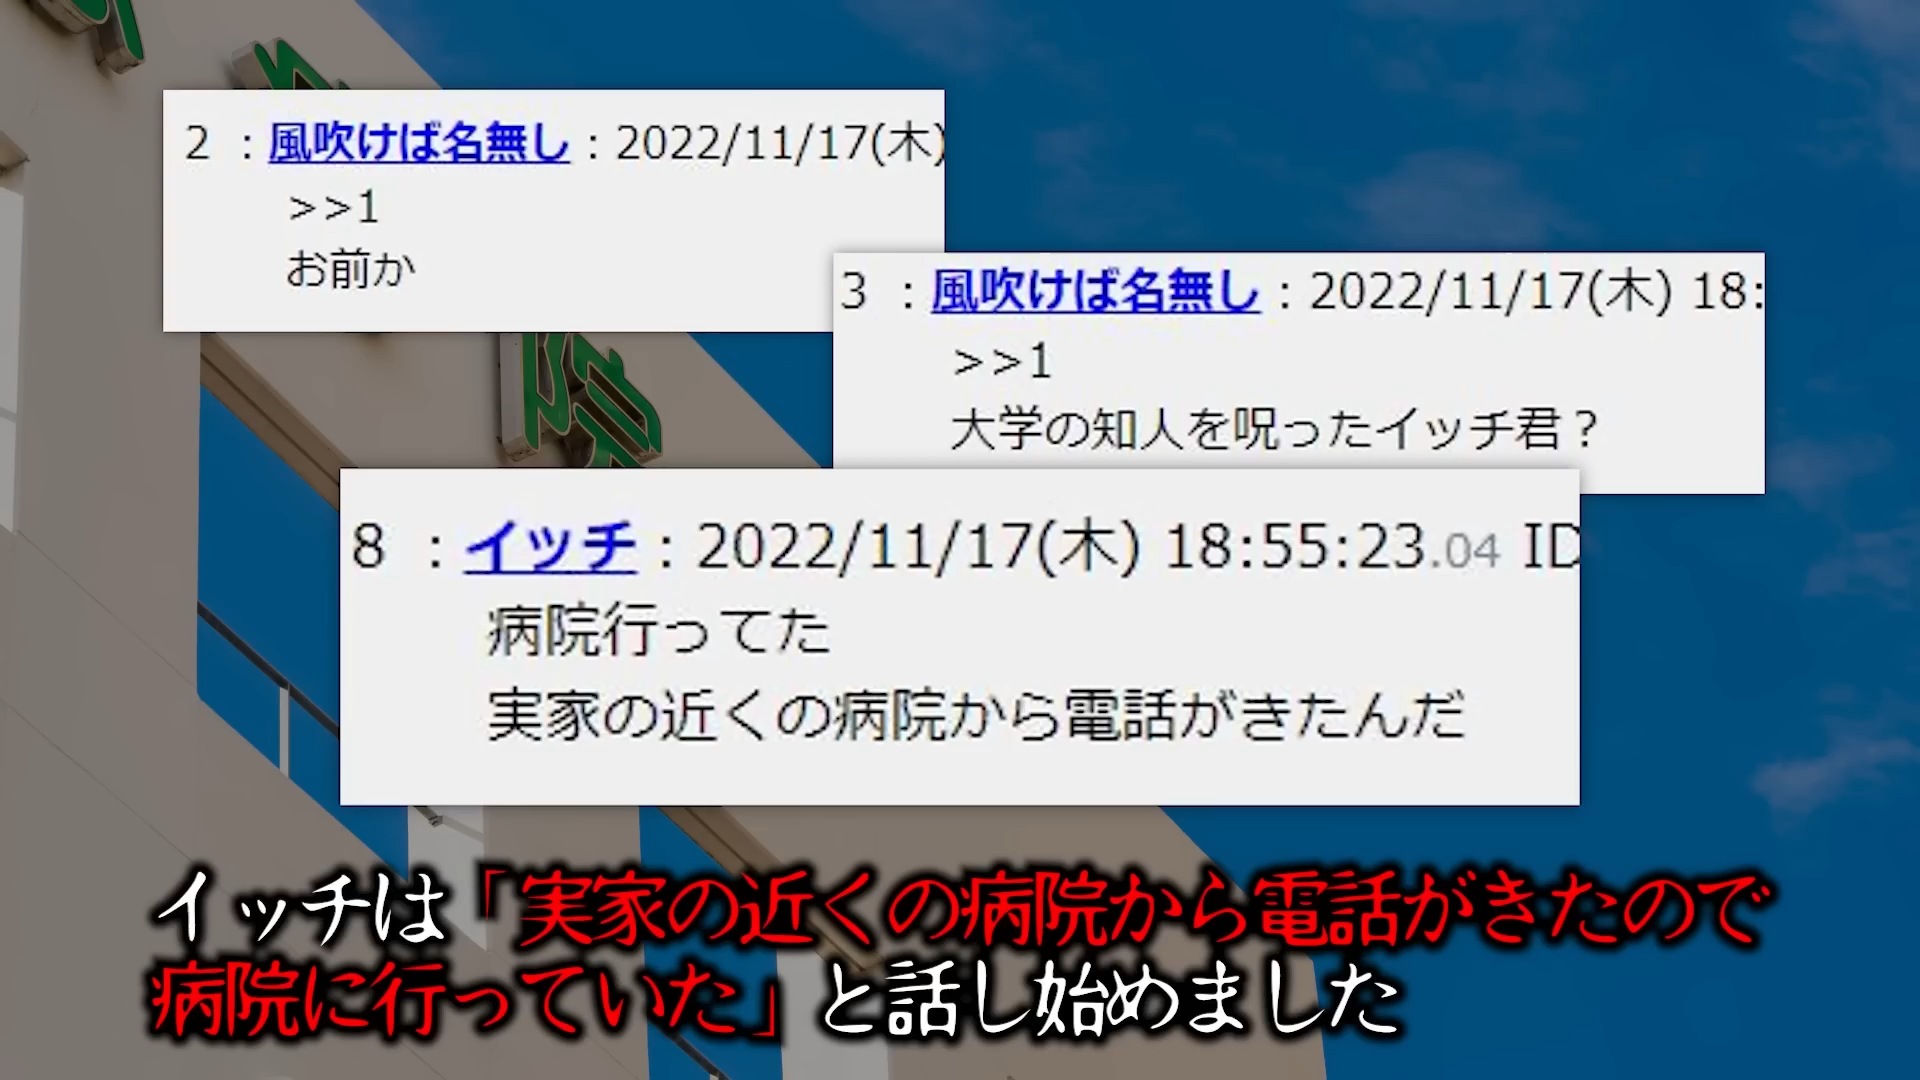 2 ：風吹けば名無し：2022/11/17(木)
>>1
お前か
3 ：風吹けば名無し：2022/11/17(木) 18:
>>1
大学の知人を呪ったイッチ君？
8 ：イッチ：2022/11/17(木) 18:55:23.04 ID
病院行ってた
実家の近くの病院から電話がきたんだ
イッチは「実家の近くの病院から電話がきたので
病院に行っていた」と話し始めました